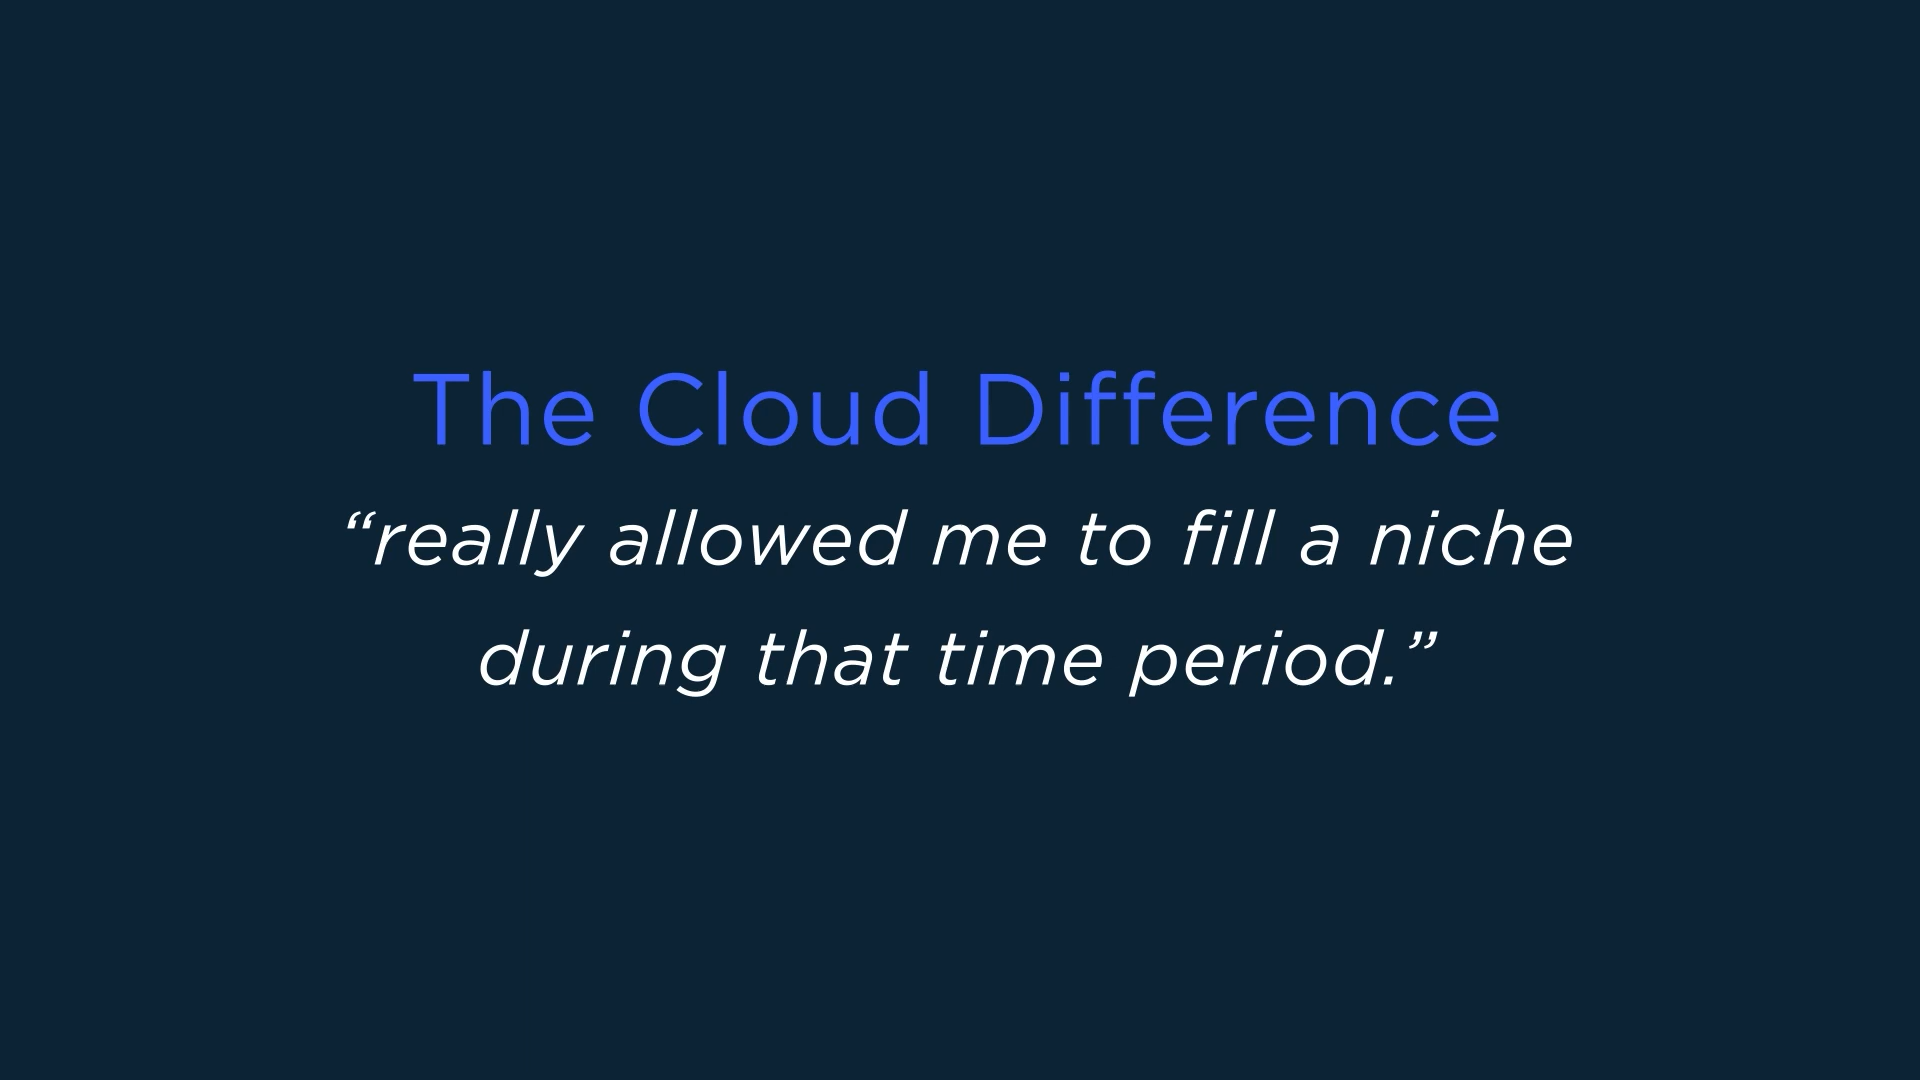 The Cloud Difference
“really allowed me to fill a niche
during that time period.”